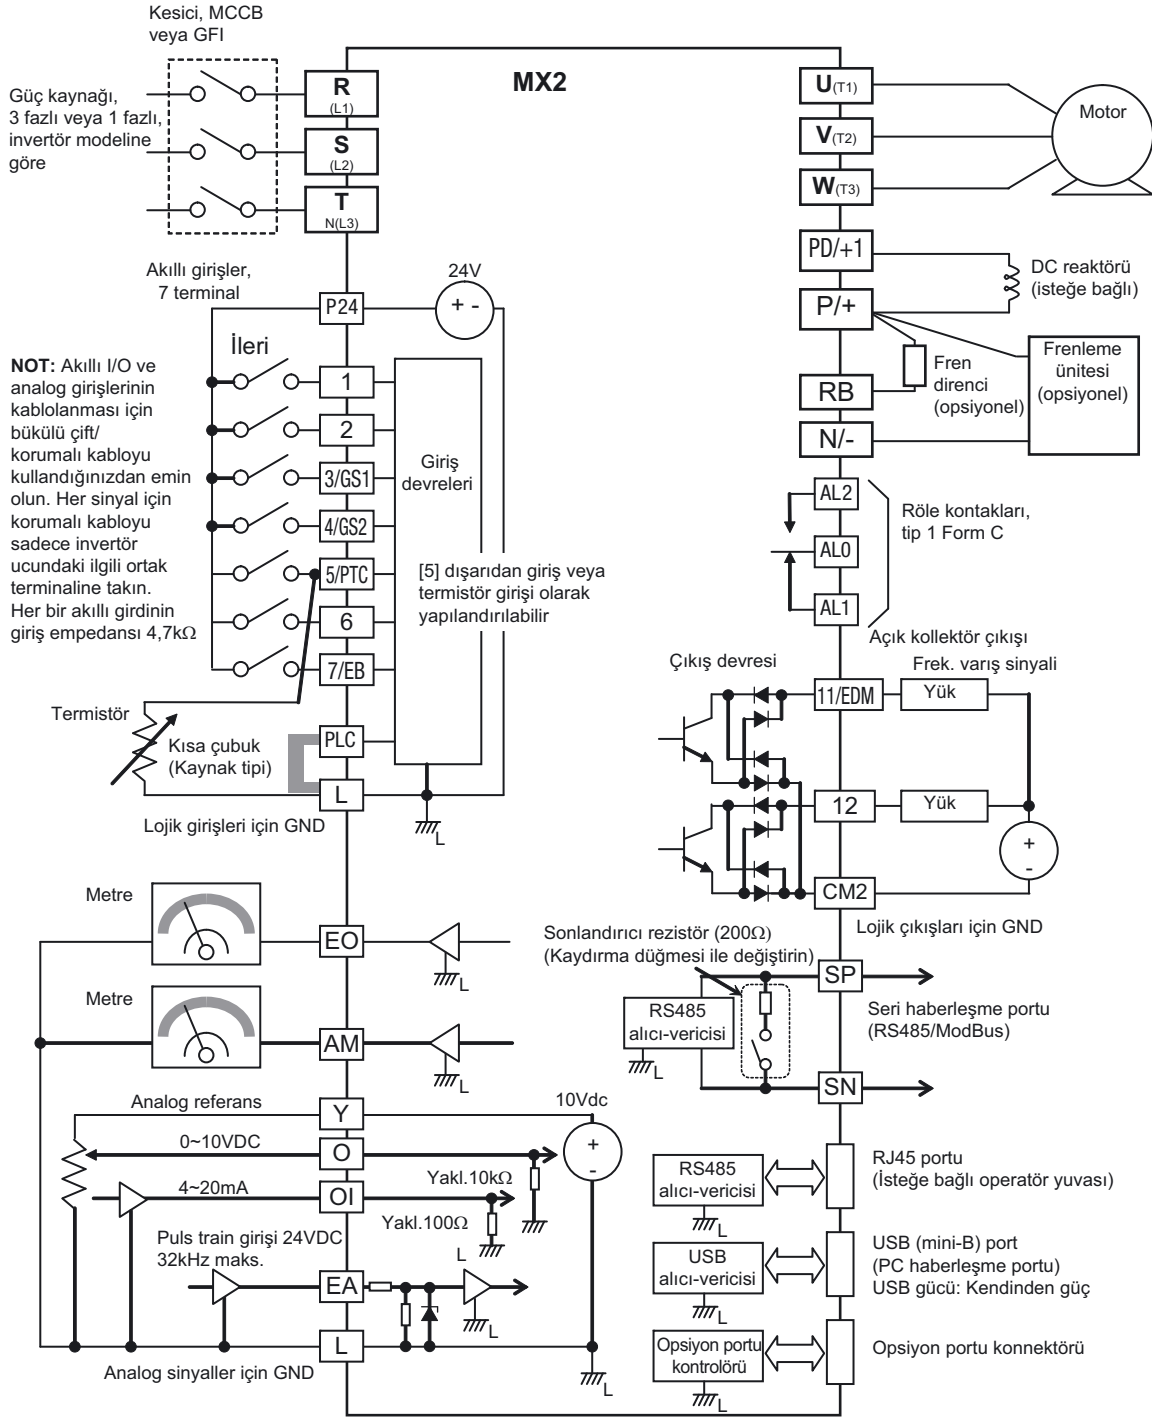 Kesici, MCCB
veya GFI
MX2
Güç kaynağı,
3 fazlı veya 1 fazlı,
invertör modeline
göre
R
(L1)
S
(L2)
T
N(L3)
U(T1)
V(T2)
W(T3)
Motor
PD/+1
P/+
DC reaktörü
(isteğe bağlı)
Akıllı girişler,
7 terminal
24V
P24
+ -
İleri
NOT: Akıllı I/O ve
analog girişlerinin
kablolanması için
bükülü çift/
korumalı kabloyu
kullandığınızdan emin
olun. Her sinyal için
korumalı kabloyu
sadece invertör
ucundaki ilgili ortak
terminaline takın.
Her bir akıllı girdinin
giriş empedansı 4,7kΩ
1
2
3/GS1
4/GS2
5/PTC
6
7/EB
PLC
L
Giriş
devreleri
[5] dışarıdan giriş veya
termistör girişi olarak
yapılandırılabilir
RB
N/-
Fren
direnci
(opsiyonel)
Frenleme
ünitesi
(opsiyonel)
AL2
AL0
AL1
Röle kontakları,
tip 1 Form C
Açık kollektör çıkışı
Çıkış devresi
Frek. varış sinyali
11/EDM
Yük
12
Yük
+
-
CM2
Lojik çıkışları için GND
Termistör
Kısa çubuk
(Kaynak tipi)
Lojik girişleri için GND
L
Metre
EO
L
Metre
AM
L
Sonlandırıcı rezistör (200Ω)
(Kaydırma düğmesi ile değiştirin)
SP
RS485
alıcı-vericisi
L
Seri haberleşme portu
(RS485/ModBus)
SN
Analog referans
Y
10Vdc
0~10VDC
O
+
-
4~20mA
OI
Yakl.10kΩ
Yakl.100Ω
Puls train girişi 24VDC
32kHz maks.
L
EA
L
L
Analog sinyaller için GND
L
RS485
alıcı-vericisi
L
RJ45 portu
(İsteğe bağlı operatör yuvası)
USB
alıcı-vericisi
L
USB (mini-B) port
(PC haberleşme portu)
USB gücü: Kendinden güç
Opsiyon portu
kontrolörü
L
Opsiyon portu konnektörü